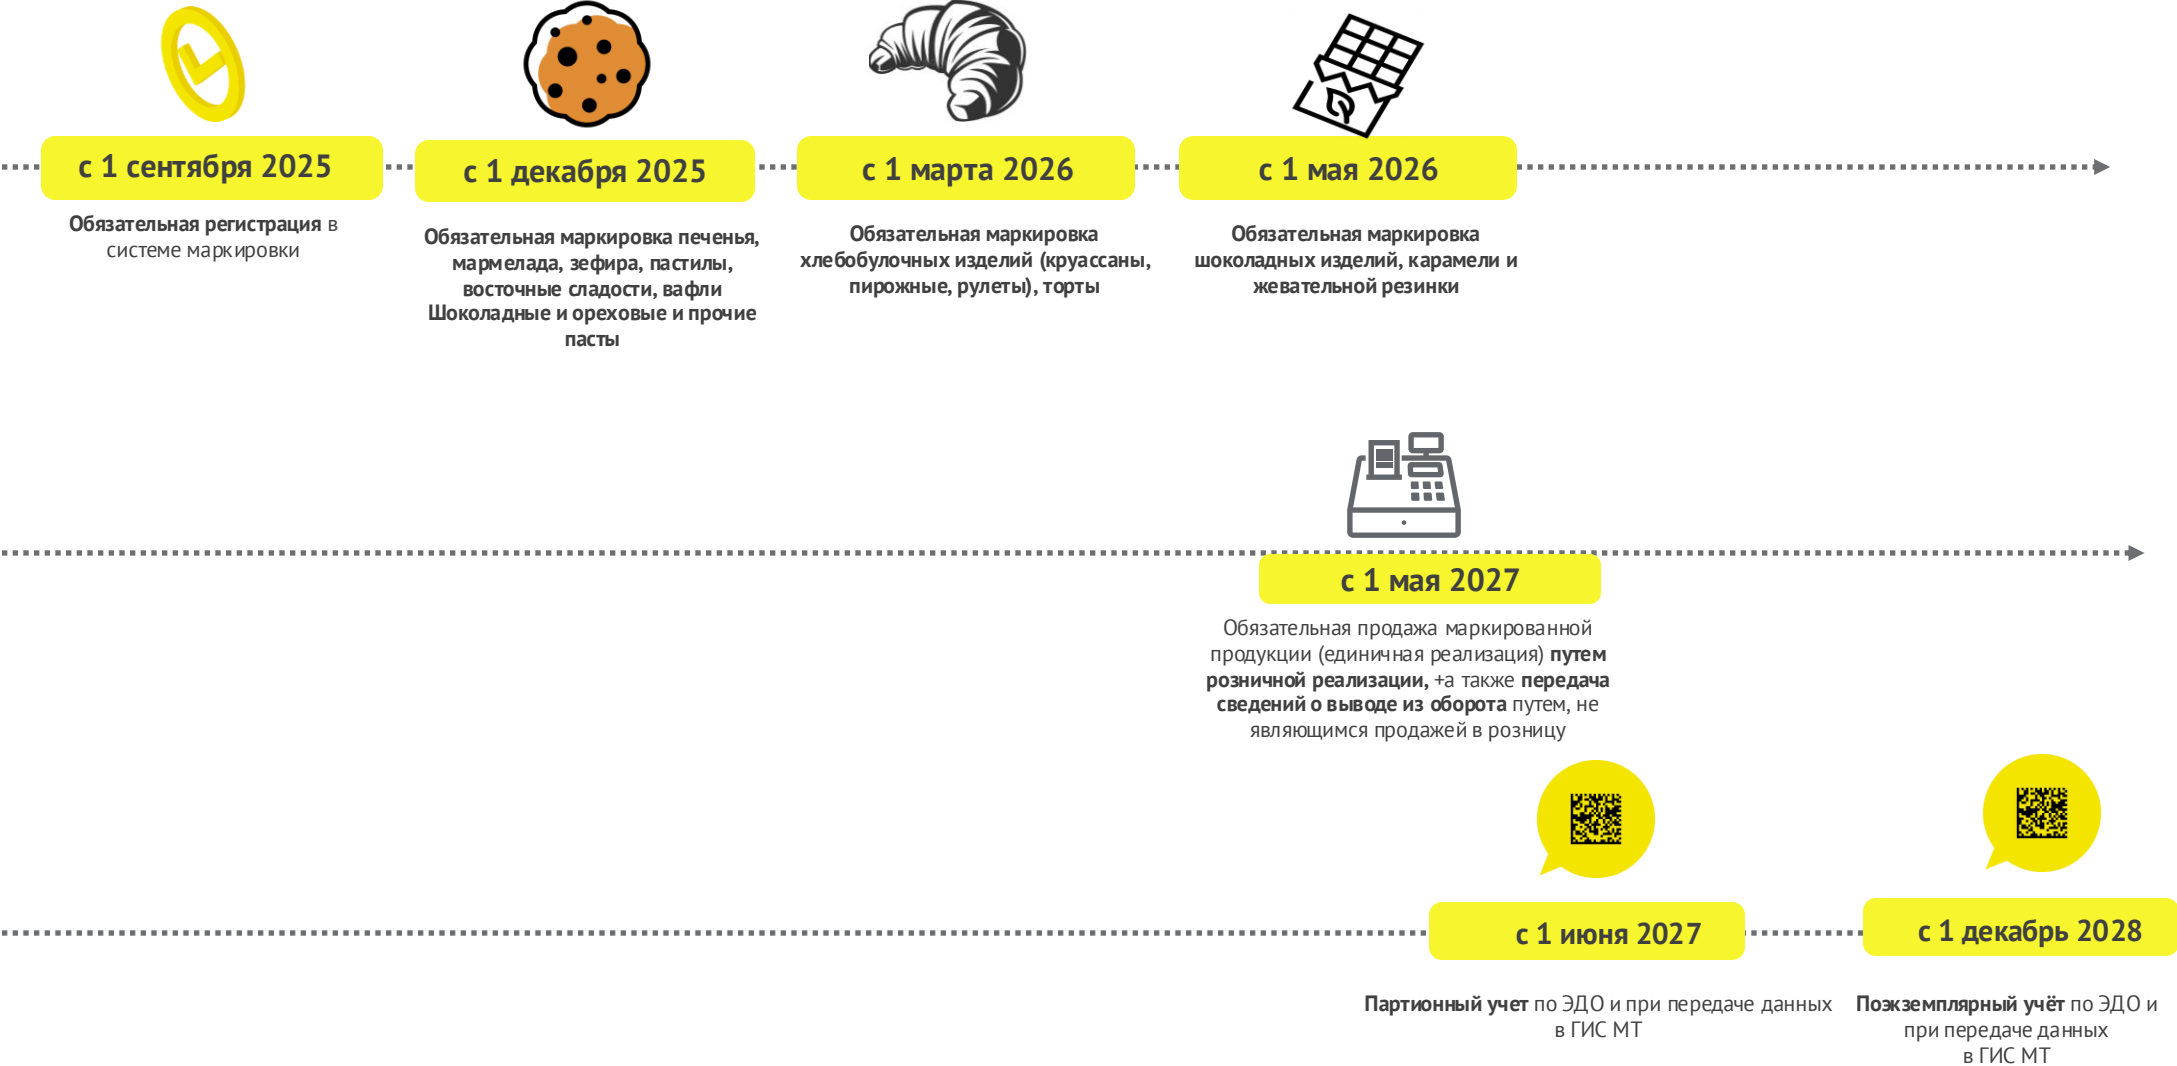 с 1 сентября 2025
Обязательная регистрация в
системе маркировки
с 1 декабря 2025
Обязательная маркировка печенья,
мармелада, зефира, пастилы,
восточные сладости, вафли
Шоколадные и ореховые и прочие
пасты
с 1 марта 2026
Обязательная маркировка
хлебобулочных изделий (круассаны,
пирожные, рулеты), торты
с 1 мая 2026
Обязательная маркировка
шоколадных изделий, карамели и
жевательной резинки
с 1 мая 2027
Обязательная продажа маркированной
продукции (единичная реализация) путем
розничной реализации, +а также передача
сведений о выводе из оборота путем, не
являющимся продажей в розницу
с 1 июня 2027
Партионный учет по ЭДО и при передаче данных
в ГИС МТ
с 1 декабрь 2028
Поэкземплярный учёт по ЭДО и
при передаче данных
в ГИС МТ